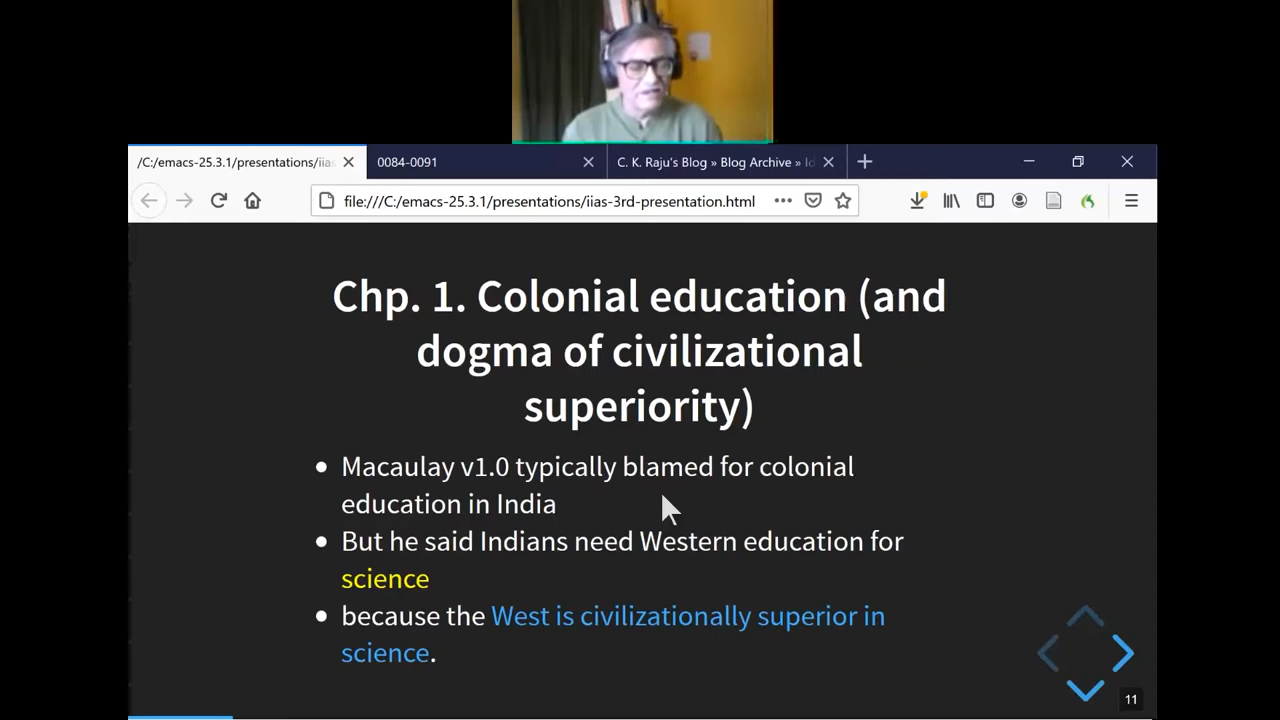 /C:/emacs-25.3.1/presentations/iias
0084-0091
C. K. Raju's Blog » Blog Archive » Id
file:///C:/emacs-25.3.1/presentations/iias-3rd-presentation.html
Chp. 1. Colonial education (and
dogma of civilizational
superiority)
Macaulay v1.0 typically blamed for colonial
education in India
But he said Indians need Western education for
science
because the West is civilizationally superior in
science.
11